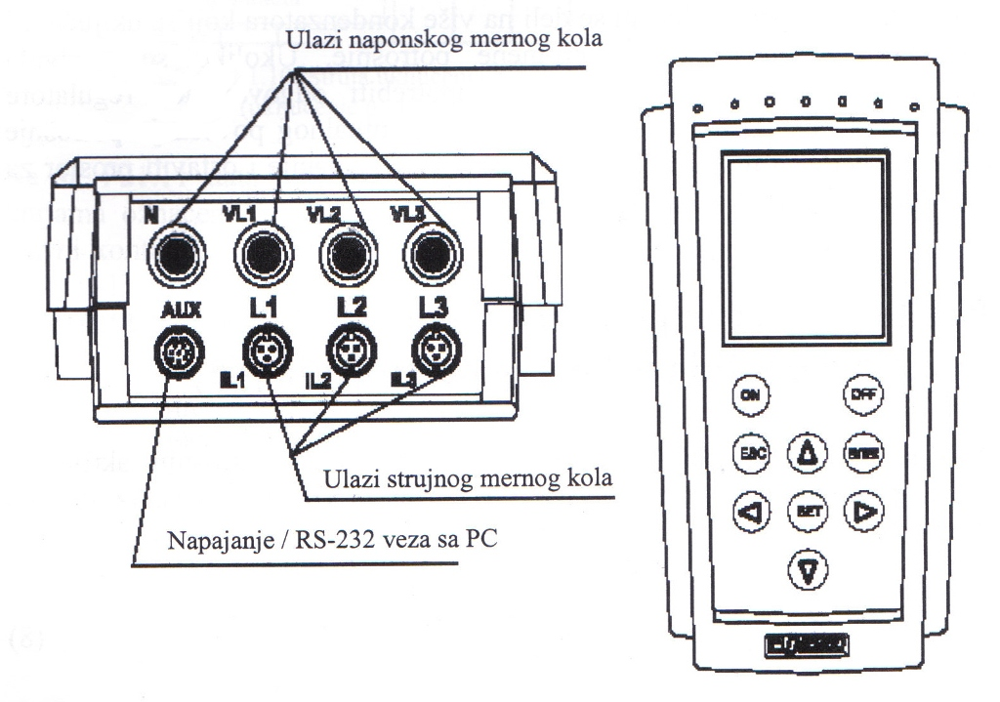 Ulazi naponskog mernog kola
N VL1 VL2 VL3
AUX L1 L2 L3
IL1 IL2 IL3
Ulazi strujnog mernog kola
Napajanje / RS-232 veza sa PC
ON OFF
ESC
SET